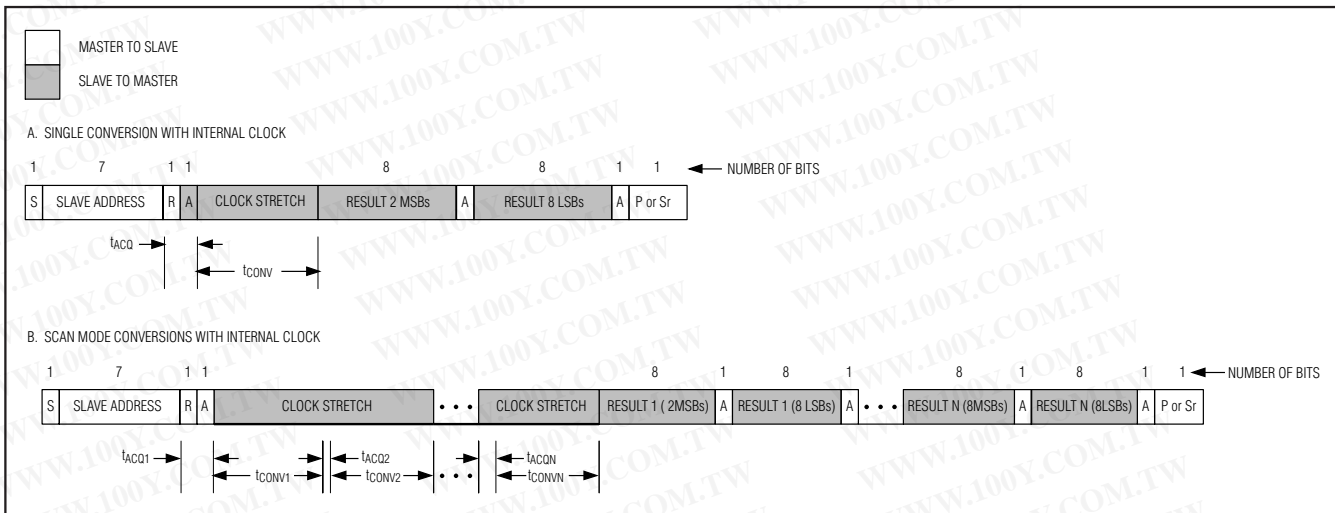 MASTER TO SLAVE
SLAVE TO MASTER
A. SINGLE CONVERSION WITH INTERNAL CLOCK
1 7 1 1 8 8 1 1 NUMBER OF BITS
S SLAVE ADDRESS R A CLOCK STRETCH RESULT 2 MSBs A RESULT 8 LSBs A P or Sr
tACQ
tCONV
B. SCAN MODE CONVERSIONS WITH INTERNAL CLOCK
1 7 1 1 8 1 8 1 8 1 8 1 1 NUMBER OF BITS
S SLAVE ADDRESS R A CLOCK STRETCH • • • CLOCK STRETCH RESULT 1 ( 2MSBs) A RESULT 1 (8 LSBs) A • • • RESULT N (8MSBs) A RESULT N (8LSBs) A P or Sr
tACQ1 tACQ2 tACQN
tCONV1 tCONV2 • • • tCONVN
WWW.100Y.COM.TW